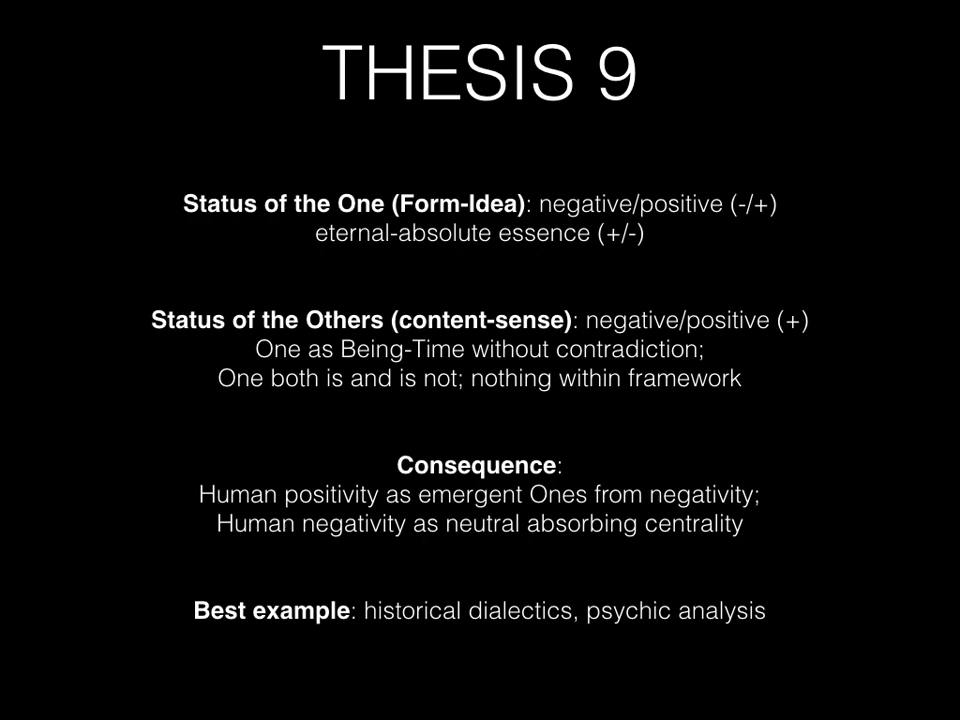 THESIS 9
Status of the One (Form-Idea): negative/positive (-/+)
eternal-absolute essence (+/-)
Status of the Others (content-sense): negative/positive (+)
One as Being-Time without contradiction;
One both is and is not; nothing within framework
Consequence:
Human positivity as emergent Ones from negativity;
Human negativity as neutral absorbing centrality
Best example: historical dialectics, psychic analysis